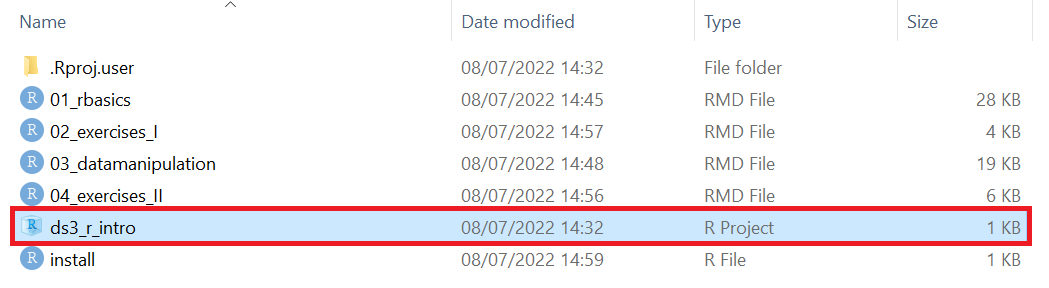 Name Date modified Type Size
.Rproj.user 08/07/2022 14:32 File folder
R 01_rbasics 08/07/2022 14:45 RMD File 28 KB
R 02_exercises_I 08/07/2022 14:57 RMD File 4 KB
R 03_datamanipulation 08/07/2022 14:48 RMD File 19 KB
R 04_exercises_II 08/07/2022 14:56 RMD File 6 KB
R ds3_r_intro 08/07/2022 14:32 R Project 1 KB
R install 08/07/2022 14:59 R File 1 KB